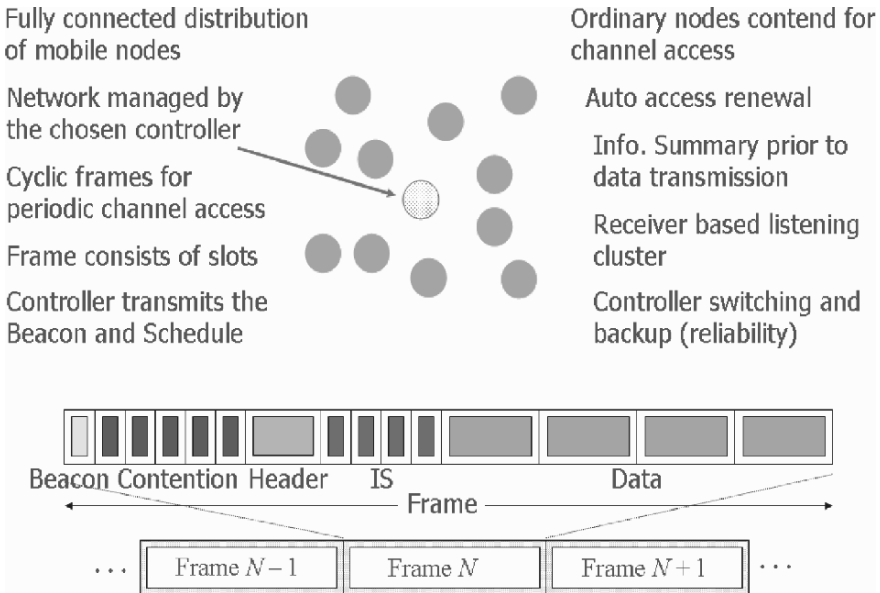 Fully connected distribution
of mobile nodes
Network managed by
the chosen controller
Cyclic frames for
periodic channel access
Frame consists of slots
Controller transmits the
Beacon and Schedule
Ordinary nodes contend for
channel access
Auto access renewal
Info. Summary prior to
data transmission
Receiver based listening
cluster
Controller switching and
backup (reliability)
Beacon Contention Header IS Data
Frame
... Frame N – 1 Frame N Frame N + 1 ...